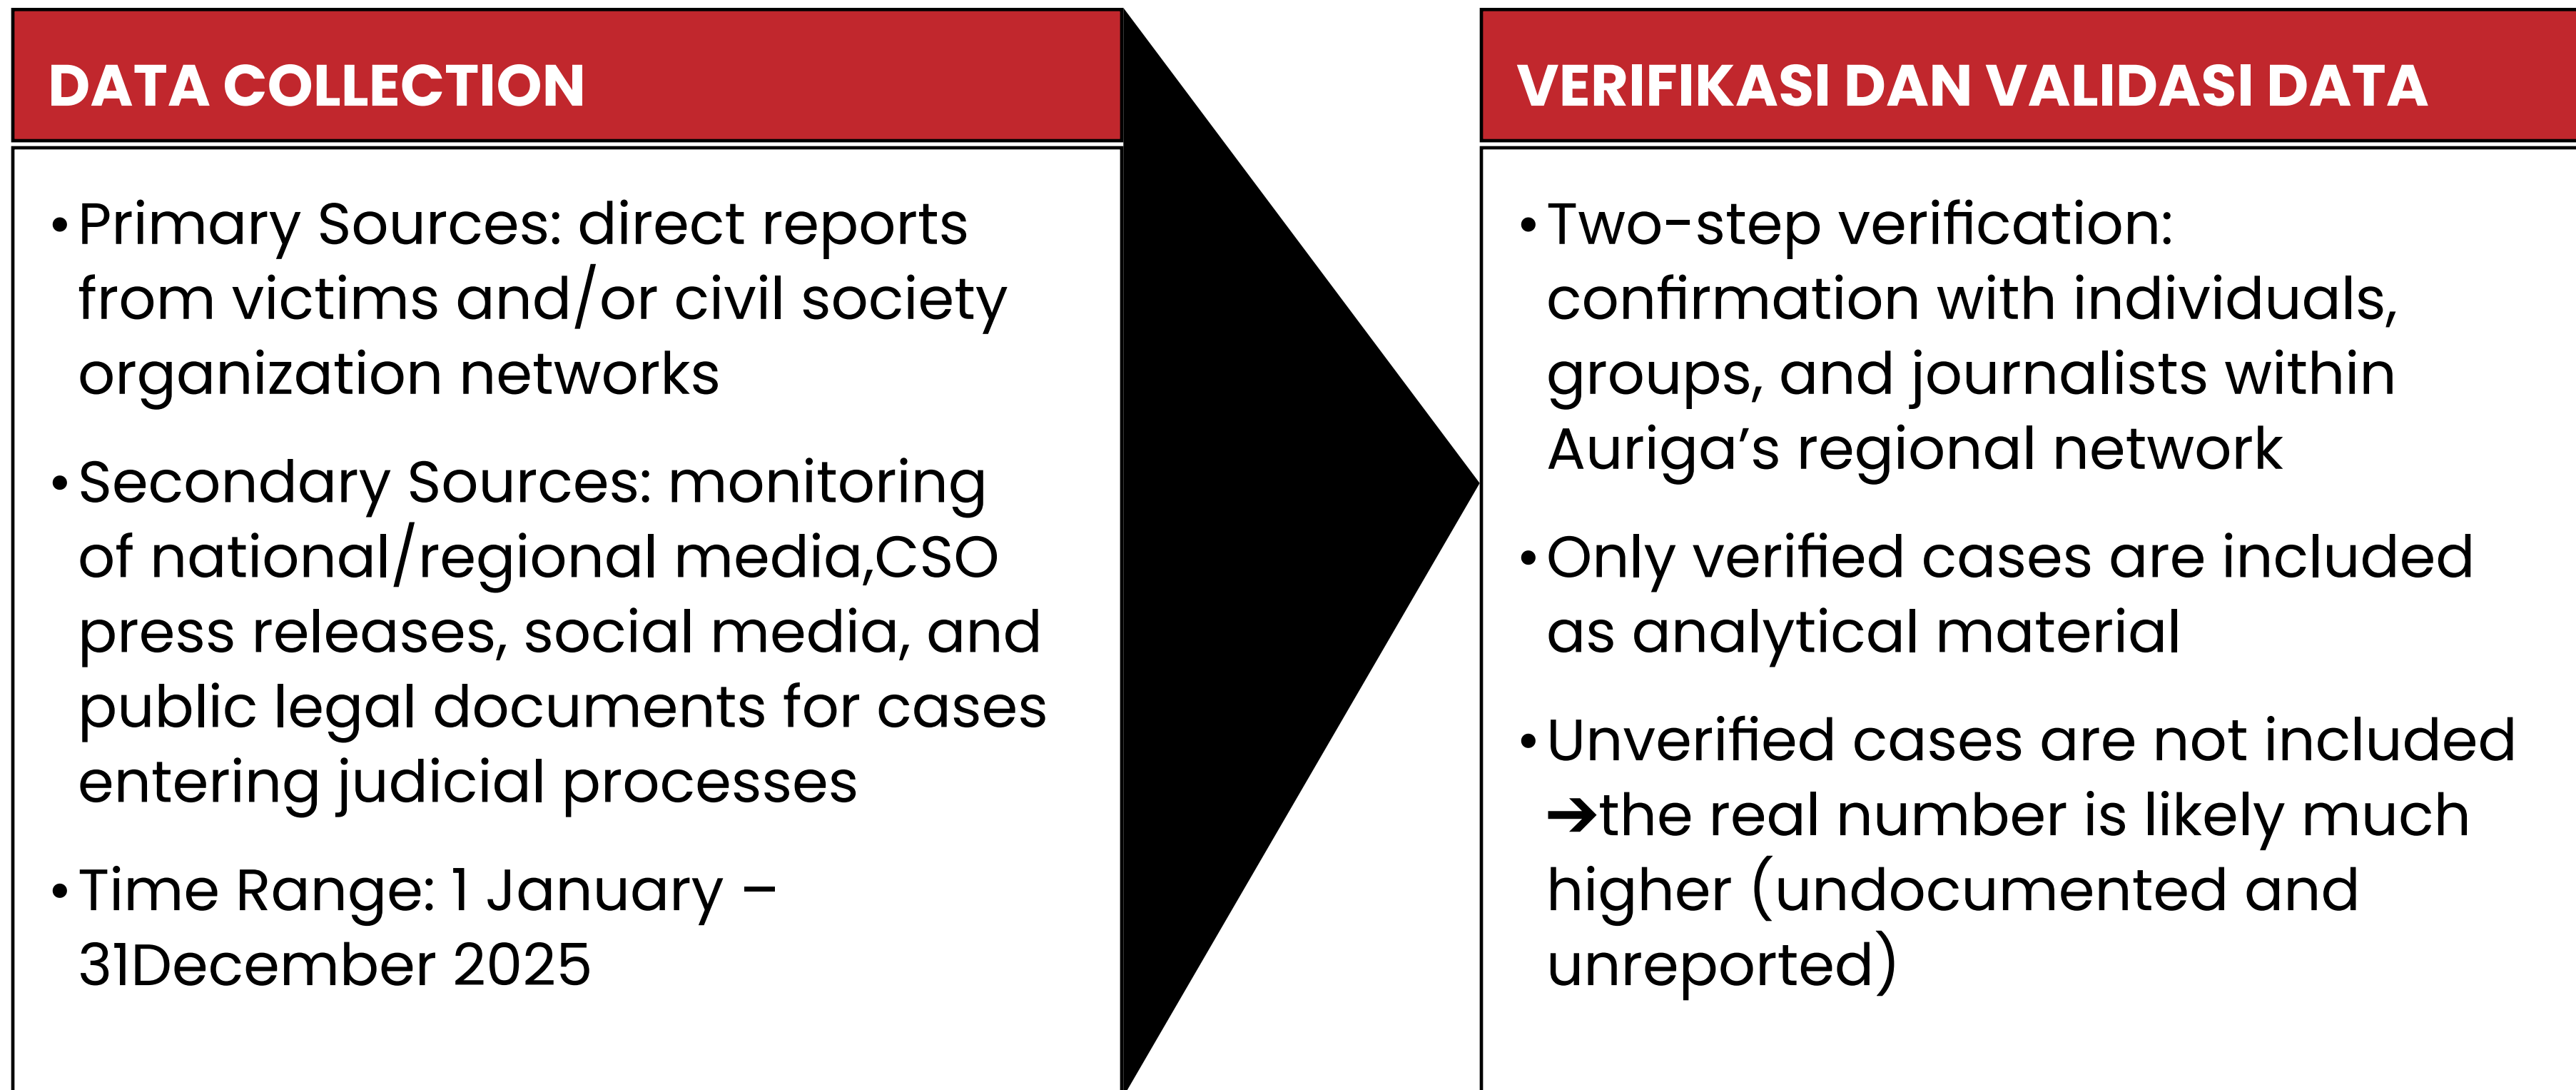 DATA COLLECTION
• Primary Sources: direct reports
from victims and/or civil society
organization networks
• Secondary Sources: monitoring
of national/regional media,CSO
press releases, social media, and
public legal documents for cases
entering judicial processes
• Time Range: 1 January –
31December 2025
VERIFIKASI DAN VALIDASI DATA
• Two-step verification:
confirmation with individuals,
groups, and journalists within
Auriga’s regional network
• Only verified cases are included
as analytical material
• Unverified cases are not included
➔the real number is likely much
higher (undocumented and
unreported)